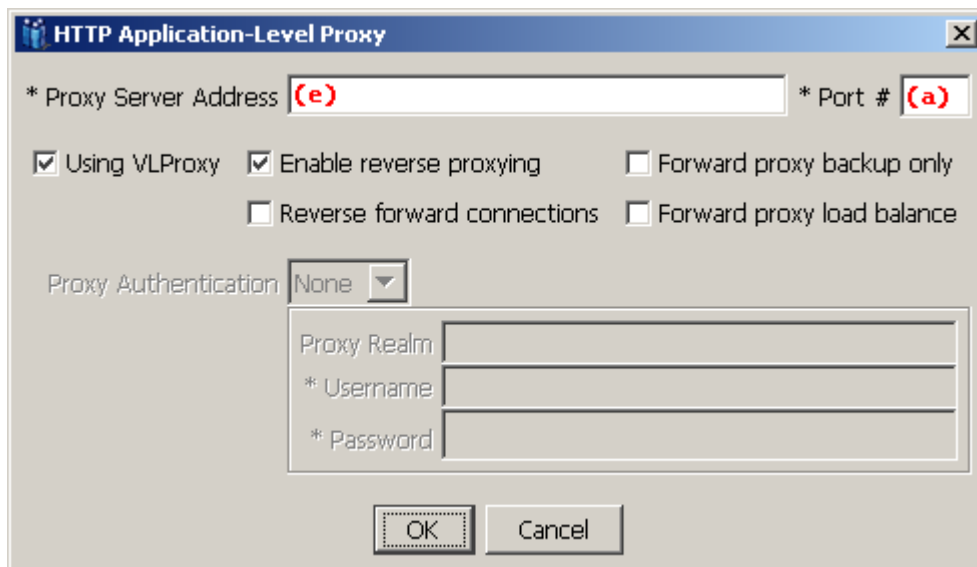 HTTP Application-Level Proxy
* Proxy Server Address (e) * Port # (a)
Using VLProxy Enable reverse proxying Forward proxy backup only
Reverse forward connections Forward proxy load balance
Proxy Authentication None
Proxy Realm
* Username
* Password
OK Cancel